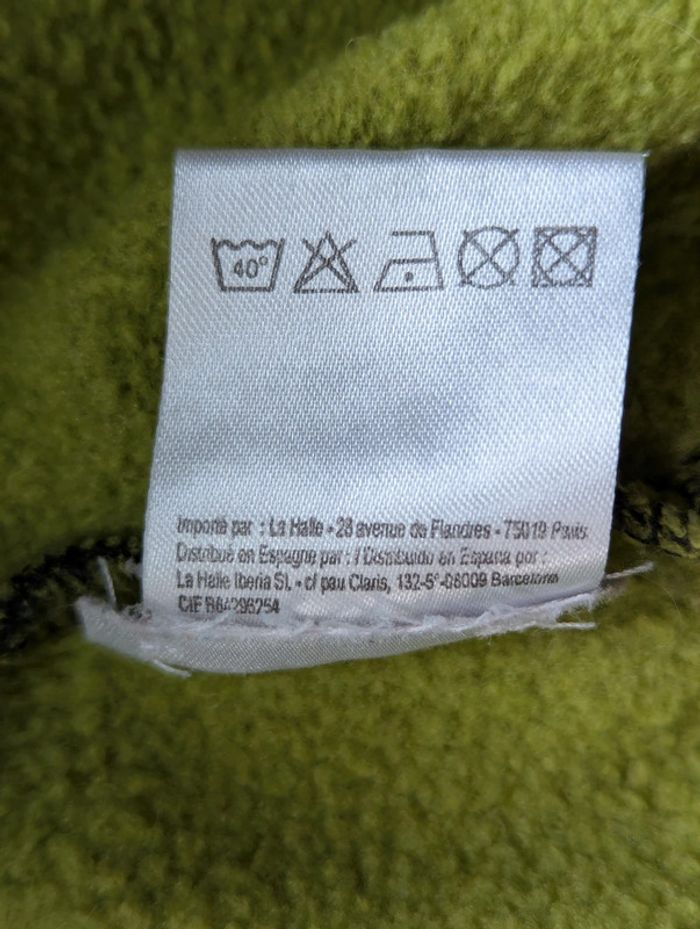 40°
Importé par : La Halle - 28 avenue de Flandres - 75019 Paris
Distribué en Espagne par : / Distribuido en Espana por :
La Halle Iberia SL - c/ pau Claris, 132-5°-08009 Barcelona
CIF B64296254